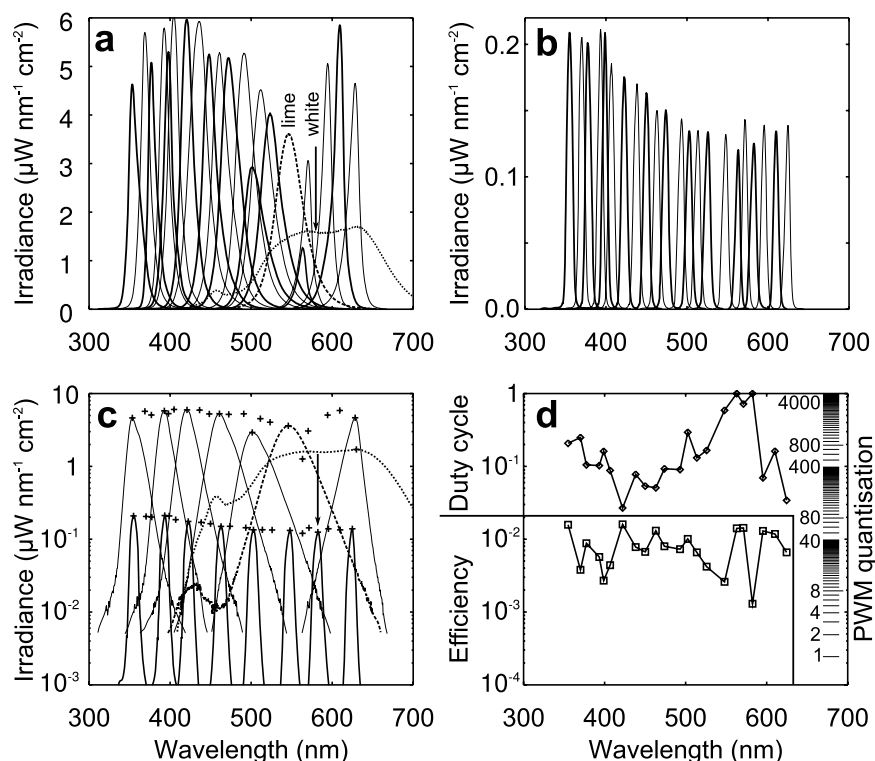 a
6
5
4
3
2
1
0
Irradiance (µW nm⁻¹ cm⁻²)
lime
white
300 400 500 600 700
b
0.2
0.1
0.0
Irradiance (µW nm⁻¹ cm⁻²)
300 400 500 600 700
c
10
1
10⁻¹
10⁻²
10⁻³
Irradiance (µW nm⁻¹ cm⁻²)
300 400 500 600 700
Wavelength (nm)
d
1
10⁻¹
Duty cycle
10⁻²
10⁻³
10⁻⁴
Efficiency
4000
800
400
80
40
8
4
2
1
PWM quantisation
300 400 500 600 700
Wavelength (nm)